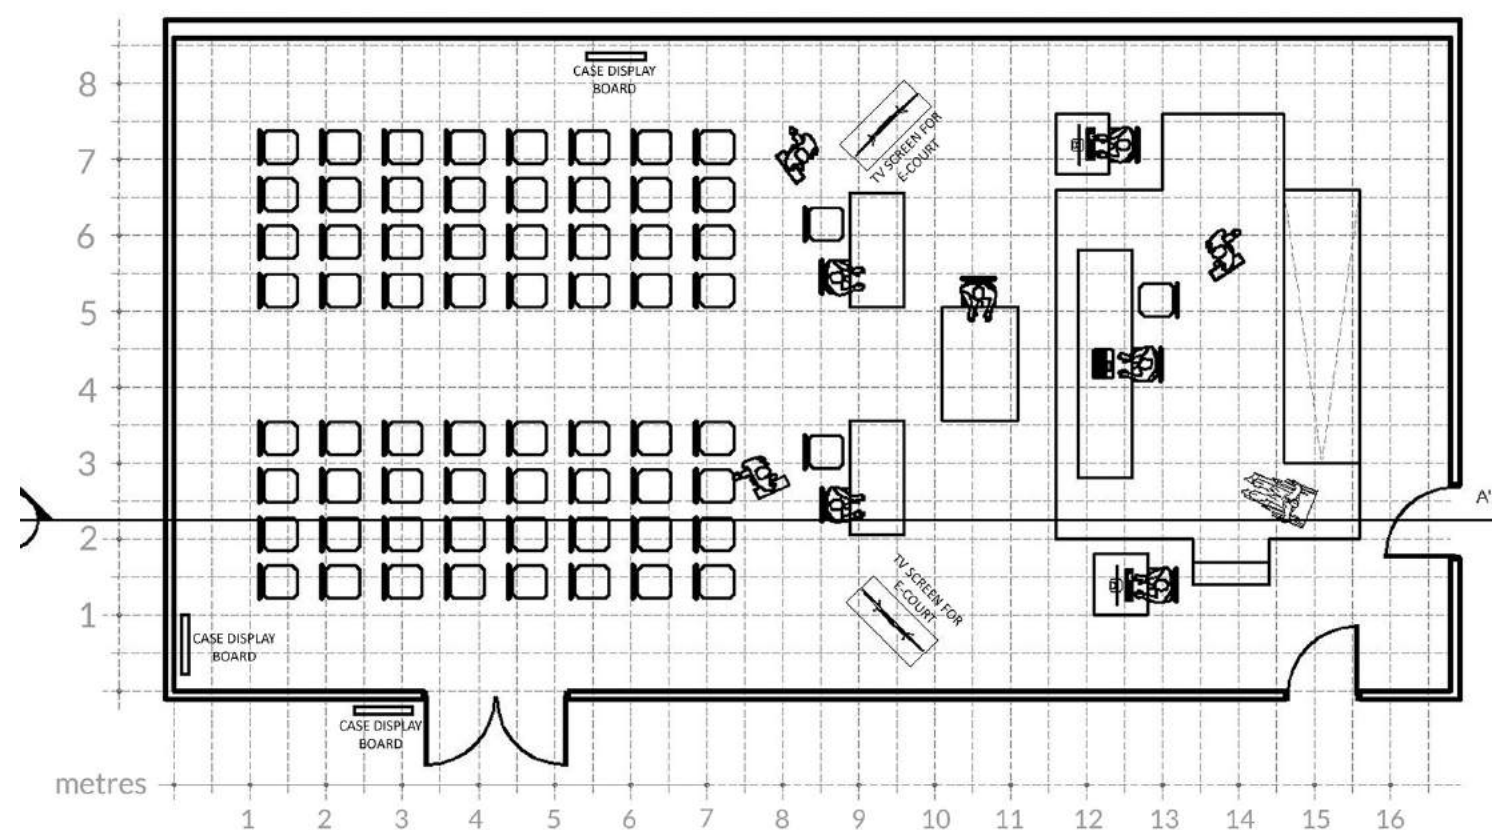 8
7
6
5
4
3
2
1
CASE DISPLAY
BOARD
TV SCREEN FOR
E-COURT
A'
TV SCREEN FOR
E-COURT
CASE DISPLAY
BOARD
CASE DISPLAY
BOARD
metres
1 2 3 4 5 6 7 8 9 10 11 12 13 14 15 16